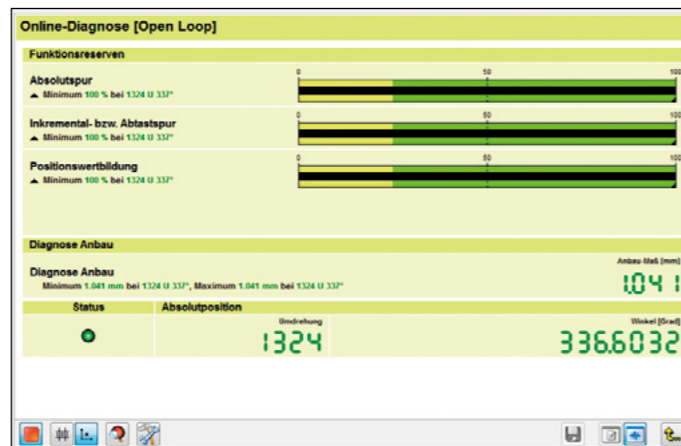 Online-Diagnose [Open Loop]
Funktionsreserven
Absolutspur
Minimum 100 % bei 1324 U 337°
0 50 100
Inkremental- bzw. Abtastspur
Minimum 100 % bei 1324 U 337°
0 50 100
Positionswertbildung
Minimum 100 % bei 1324 U 337°
0 50 100
Diagnose Anbau
Anbau-Maß [mm]
Diagnose Anbau
1.041
Minimum 1.041 mm bei 1324 U 337°, Maximum 1.041 mm bei 1324 U 337°
Status Absolutposition
Umdrehung Winkel [Grad]
1324 336.6032